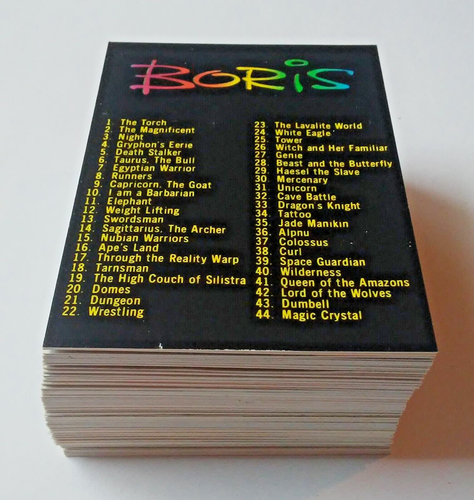 BORIS
1. The Torch
2. The Magnificent
3. Night
4. Gryphon's Eerie
5. Death Stalker
6. Taurus, The Bull
7. Egyptian Warrior
8. Runners
9. Capricorn, The Goat
10. I am a Barbarian
11. Elephant
12. Weight Lifting
13. Swordsman
14. Sagittarius, The Archer
15. Nubian Warriors
16. Ape's Land
17. Through the Reality Warp
18. Tarnsman
19. The High Couch of Silistra
20. Domes
21. Dungeon
22. Wrestling
23. The Lavalite World
24. White Eagle
25. Tower
26. Witch and Her Familiar
27. Genie
28. Beast and the Butterfly
29. Haesel the Slave
30. Mercenary
31. Unicorn
32. Cave Battle
33. Dragon's Knight
34. Tattoo
35. Jade Manikin
36. Alpnu
37. Colossus
38. Curl
39. Space Guardian
40. Wilderness
41. Queen of the Amazons
42. Lord of the Wolves
43. Dumbell
44. Magic Crystal